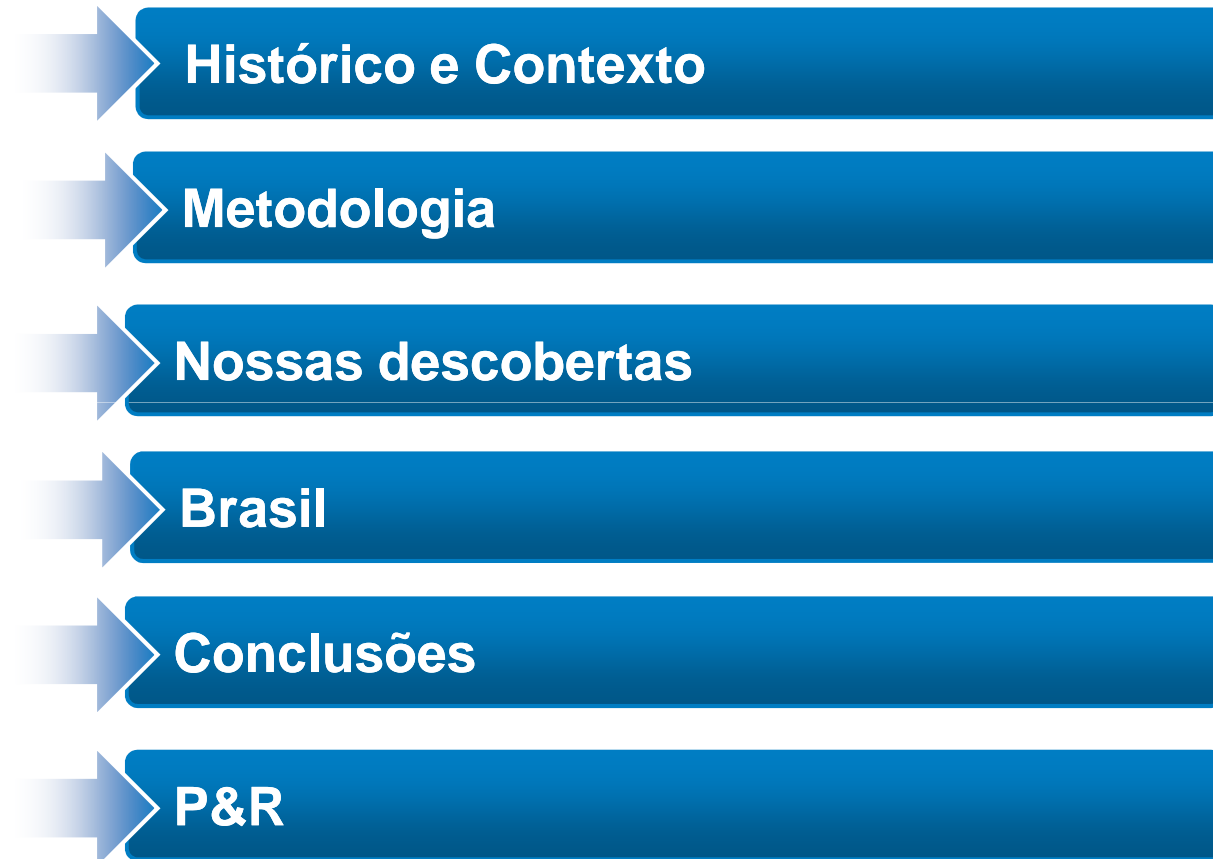 Histórico e Contexto
Metodologia
Nossas descobertas
Brasil
Conclusões
P&R